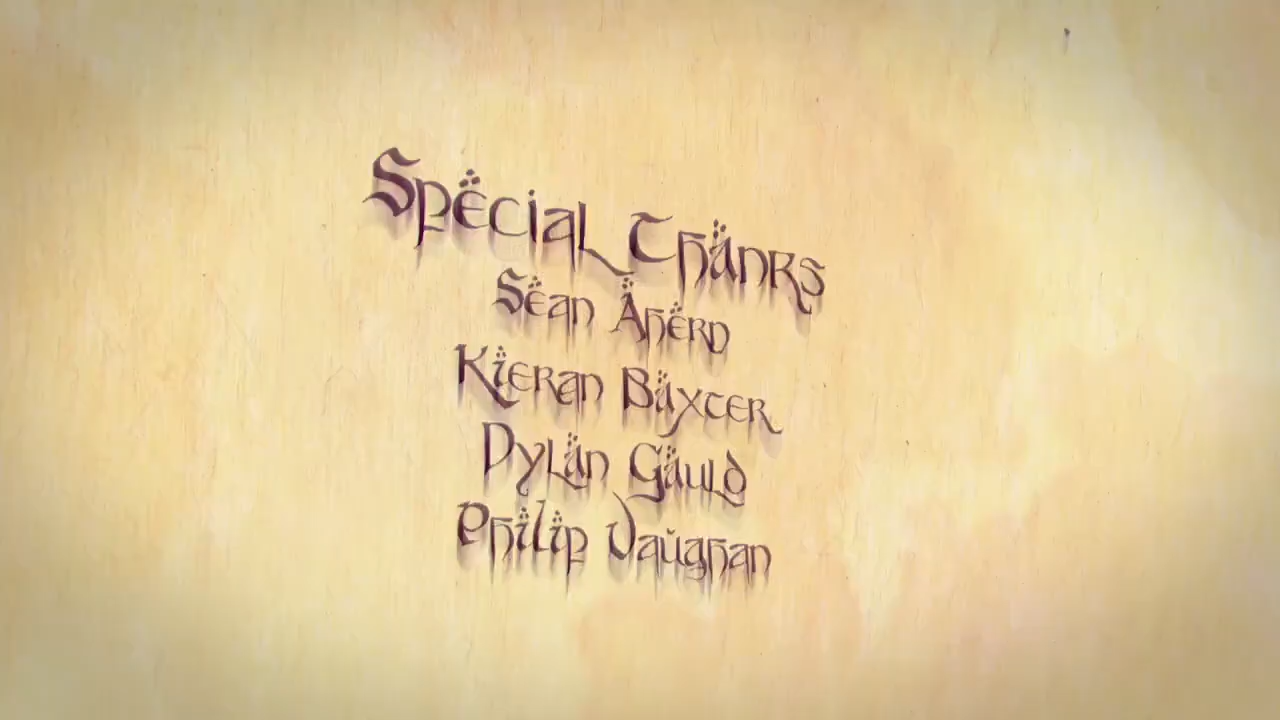 Special Thanks
Sean Ahern
Kieran Baxter
Dylan Gauld
Philip Vaughan